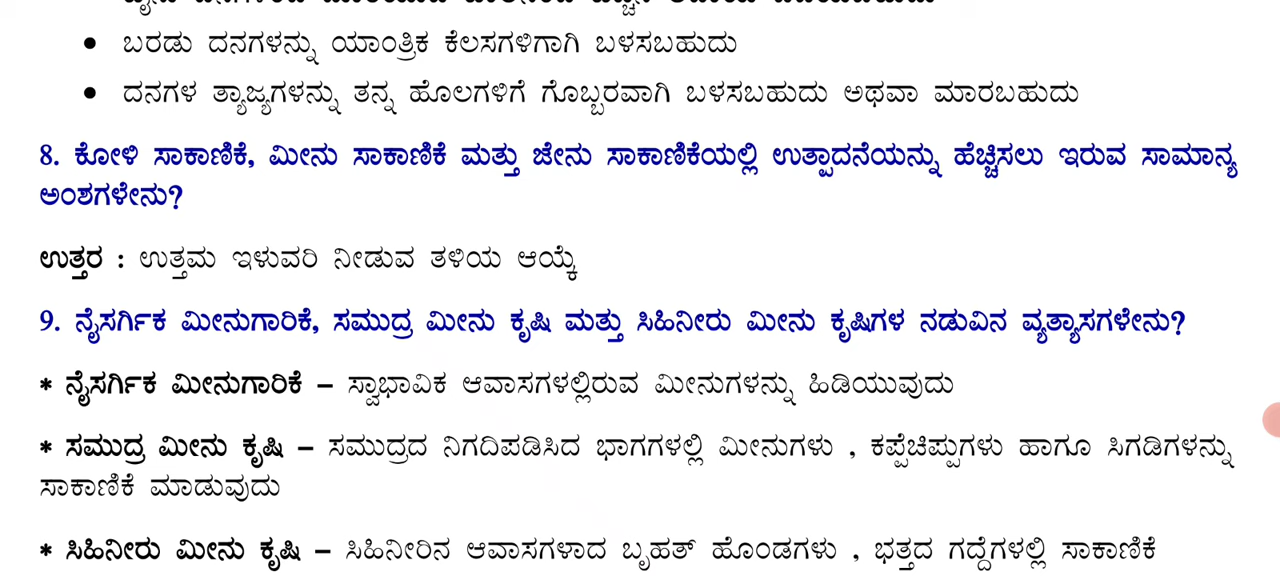 • ಬರಡು ದನಗಳನ್ನು ಯಾಂತ್ರಿಕ ಕೆಲಸಗಳಿಗಾಗಿ ಬಳಸಬಹುದು
• ದನಗಳ ತ್ಯಾಜ್ಯಗಳನ್ನು ತನ್ನ ಹೊಲಗಳಿಗೆ ಗೊಬ್ಬರವಾಗಿ ಬಳಸಬಹುದು ಅಥವಾ ಮಾರಬಹುದು
8. ಕೋಳಿ ಸಾಕಾಣಿಕೆ, ಮೀನು ಸಾಕಾಣಿಕೆ ಮತ್ತು ಜೇನು ಸಾಕಾಣಿಕೆಯಲ್ಲಿ ಉತ್ಪಾದನೆಯನ್ನು ಹೆಚ್ಚಿಸಲು ಇರುವ ಸಾಮಾನ್ಯ
ಅಂಶಗಳೇನು?
ಉತ್ತರ : ಉತ್ತಮ ಇಳುವರಿ ನೀಡುವ ತಳಿಯ ಆಯ್ಕೆ
9. ನೈಸರ್ಗಿಕ ಮೀನುಗಾರಿಕೆ, ಸಮುದ್ರ ಮೀನು ಕೃಷಿ ಮತ್ತು ಸಿಹಿನೀರು ಮೀನು ಕೃಷಿಗಳ ನಡುವಿನ ವ್ಯತ್ಯಾಸಗಳೇನು?
* ನೈಸರ್ಗಿಕ ಮೀನುಗಾರಿಕೆ – ಸ್ವಾಭಾವಿಕ ಆವಾಸಗಳಲ್ಲಿರುವ ಮೀನುಗಳನ್ನು ಹಿಡಿಯುವುದು
* ಸಮುದ್ರ ಮೀನು ಕೃಷಿ – ಸಮುದ್ರದ ನಿಗದಿಪಡಿಸಿದ ಭಾಗಗಳಲ್ಲಿ ಮೀನುಗಳು , ಕಪ್ಪೆಚಿಪ್ಪುಗಳು ಹಾಗೂ ಸಿಗಡಿಗಳನ್ನು
ಸಾಕಾಣಿಕೆ ಮಾಡುವುದು
* ಸಿಹಿನೀರು ಮೀನು ಕೃಷಿ – ಸಿಹಿನೀರಿನ ಆವಾಸಗಳಾದ ಬೃಹತ್ ಹೊಂಡಗಳು , ಭತ್ತದ ಗದ್ದೆಗಳಲ್ಲಿ ಸಾಕಾಣಿಕೆ